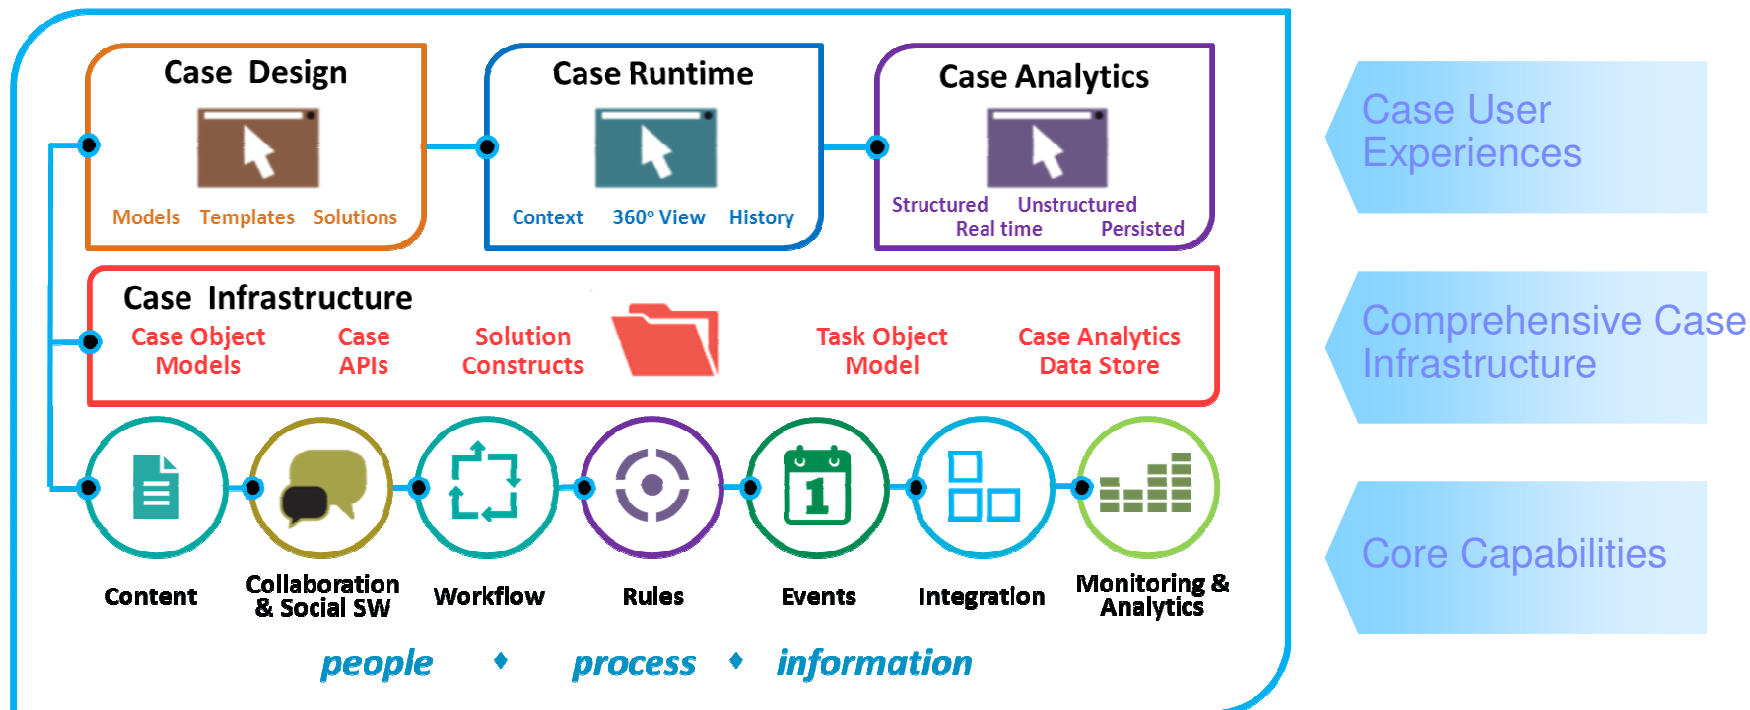 Case Design
Case Runtime
Case Analytics
Models Templates Solutions
Context 360º View History
Structured Unstructured
Real time Persisted
Case User
Experiences
Case Infrastructure
Case Object
Models
Case
APIs
Solution
Constructs
Task Object
Model
Case Analytics
Data Store
Comprehensive Case
Infrastructure
1
Content
Collaboration
& Social SW
Workflow
Rules
Events
Integration
Monitoring &
Analytics
Core Capabilities
people ♦ process ♦ information